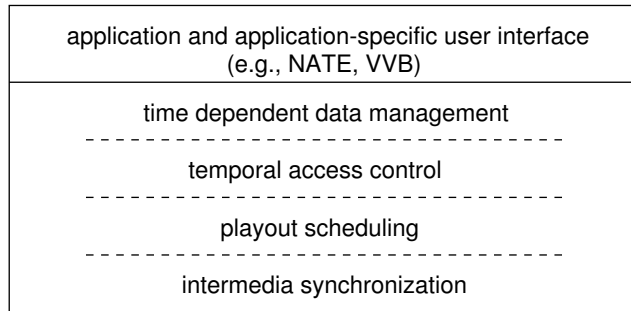 application and application-specific user interface
(e.g., NATE, VVB)
time dependent data management
temporal access control
playout scheduling
intermedia synchronization